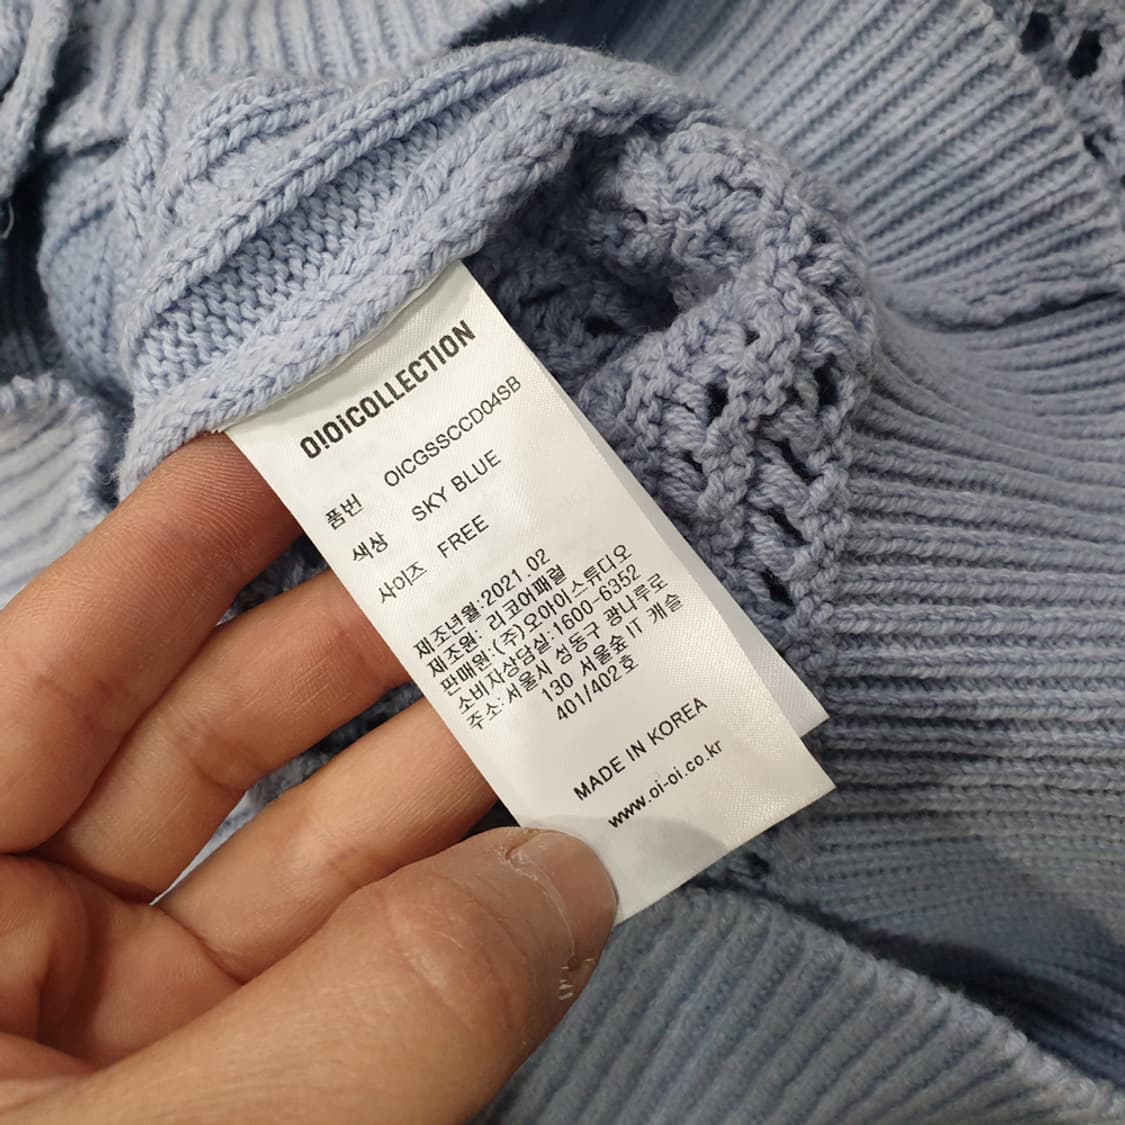 OiOiCOLLECTION
품번 OICGSSCCD04SB
색상 SKY BLUE
사이즈 FREE
제조년월:2021.02
제조원: 리코어패럴
판매원:(주)오아이스튜디오
소비자상담실:1600-6352
주소:서울시 성동구 광나루로
130 서울숲IT 캐슬
401/402호
MADE IN KOREA
www.oi-oi.co.kr